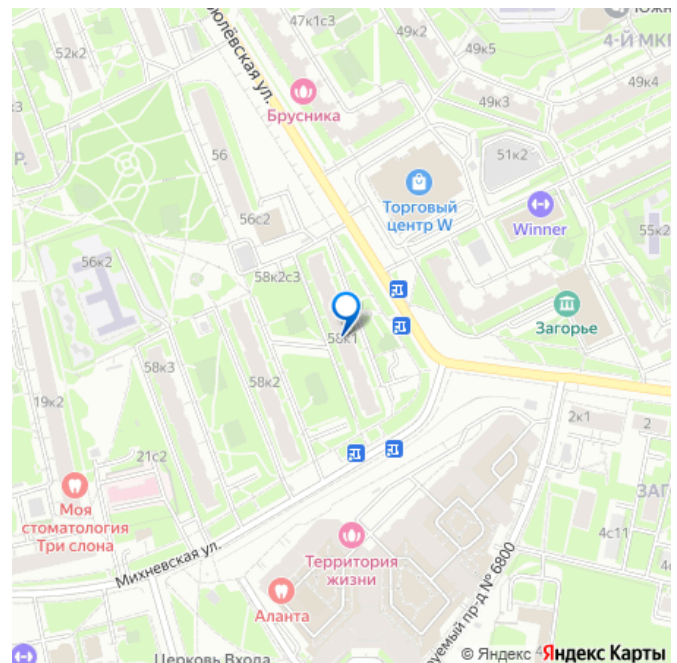 47к1с3
49к2
Южн
52к2
юлёвская ул.
49к5
4-Й МКР
49к4
49к3
Брусника
Р.
56
51к2
56с2
Торговый
центр W
Winner
55к2
56к2
58к2с3
Загорье
58к1
58к3
58к2
19к2
2к1
2
21с2
ЗАГ
Моя
стоматология
Три слона
4с11
Михневская ул.
Территория
жизни
Аланта
руемый пр-д № 6800
Церковь Входа
© Яндекс
Яндекс Карты